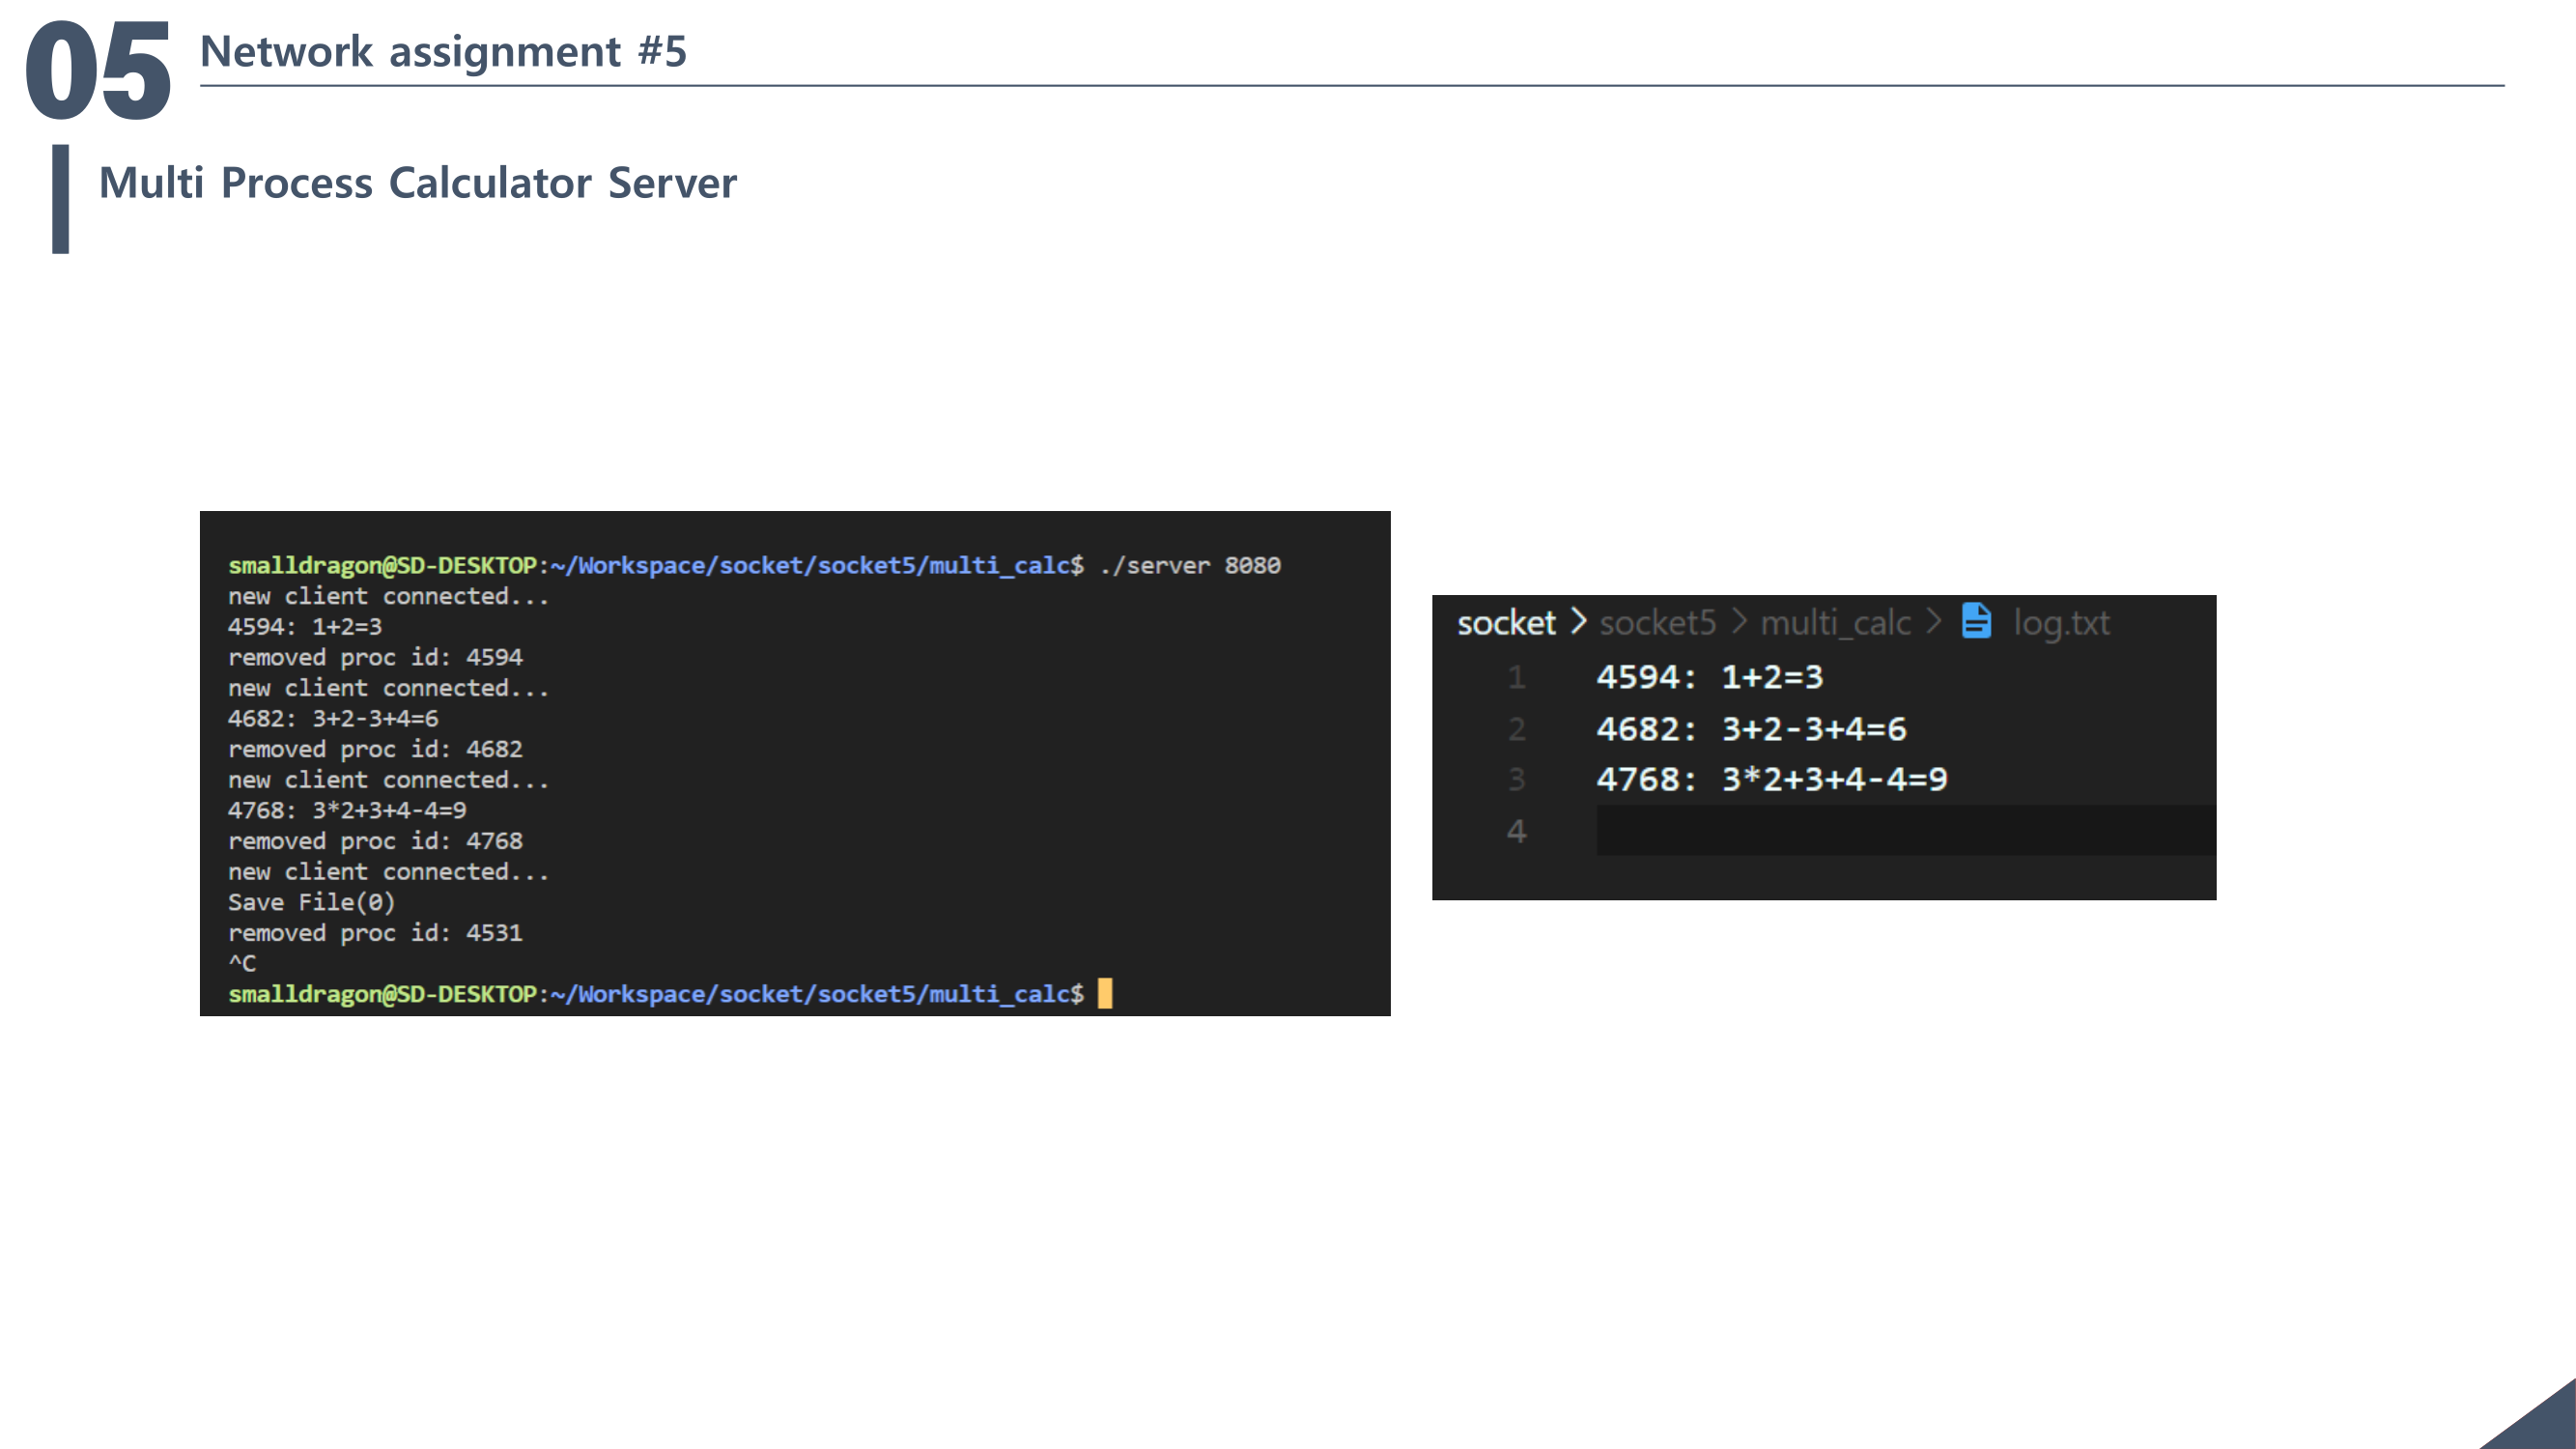 05 Network assignment #5
Multi Process Calculator Server
smalldragon@SD-DESKTOP:~/Workspace/socket/socket5/multi_calc$ ./server 8080
new client connected...
4594: 1+2=3
removed proc id: 4594
new client connected...
4682: 3+2-3+4=6
removed proc id: 4682
new client connected...
4768: 3*2+3+4-4=9
removed proc id: 4768
new client connected...
Save File(0)
removed proc id: 4531
^C
smalldragon@SD-DESKTOP:~/Workspace/socket/socket5/multi_calc$
socket > socket5 > multi_calc > log.txt
1 4594: 1+2=3
2 4682: 3+2-3+4=6
3 4768: 3*2+3+4-4=9
4